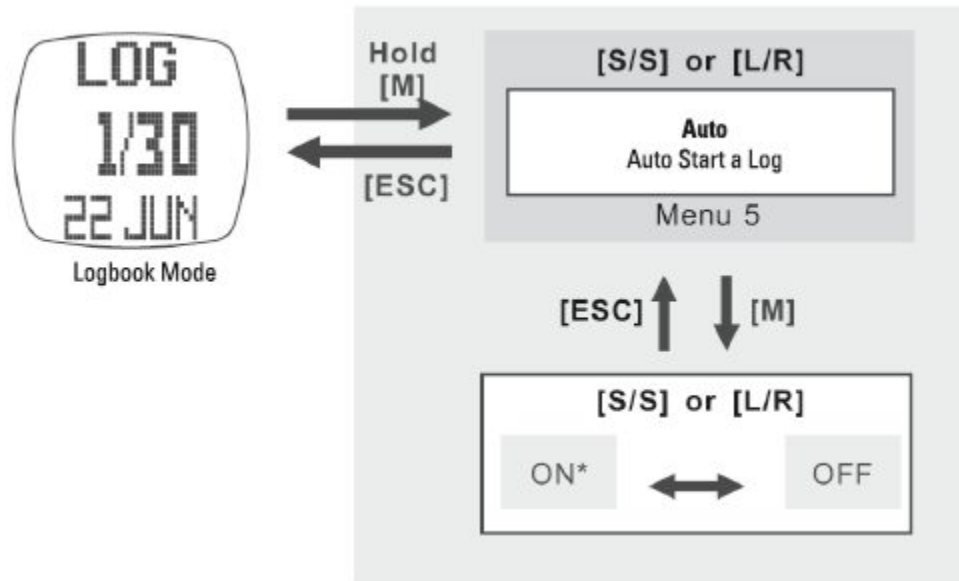 LOG
1/30
22 JUN
Logbook Mode
Hold
[M]
[ESC]
[S/S] or [L/R]
Auto
Auto Start a Log
Menu 5
[ESC]
[M]
[S/S] or [L/R]
ON*
OFF